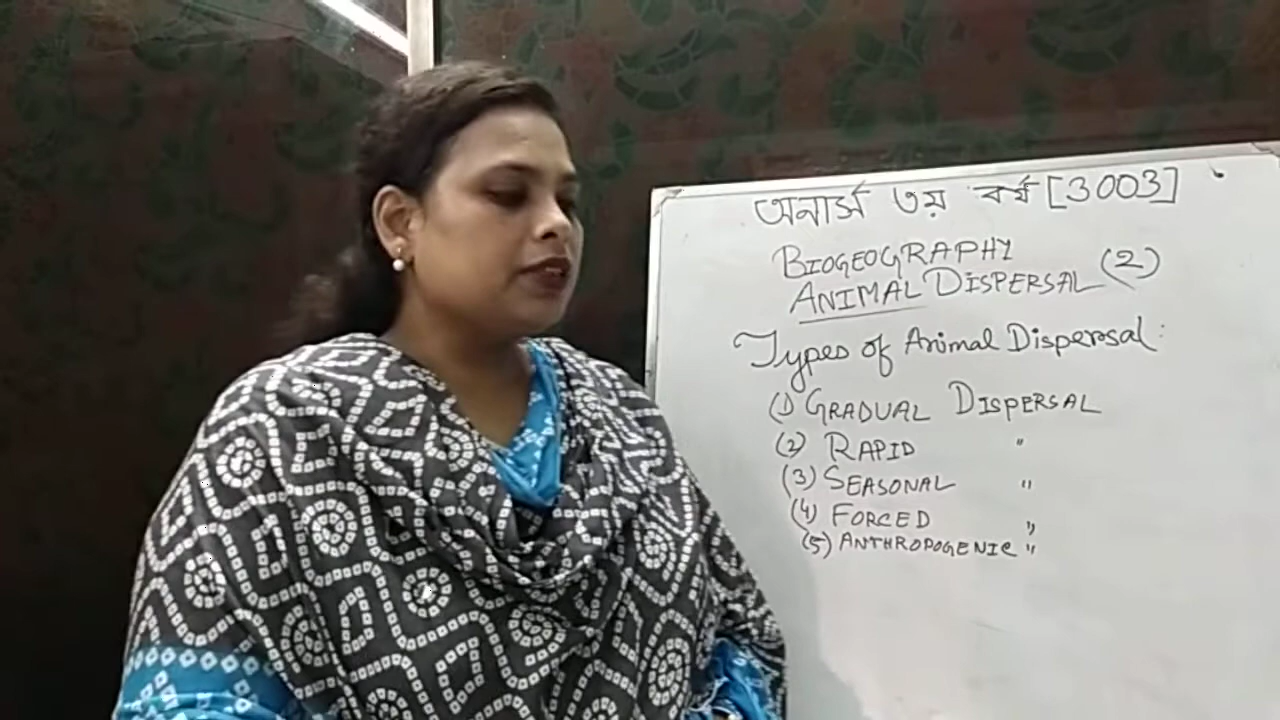 অনার্স ৩য় বর্ষ [3003]
BIOGEOGRAPHY
ANIMAL DISPERSAL (2)
Types of Animal Dispersal:
(1) GRADUAL DISPERSAL
(2) RAPID "
(3) SEASONAL "
(4) FORCED "
(5) ANTHROPOGENIC "